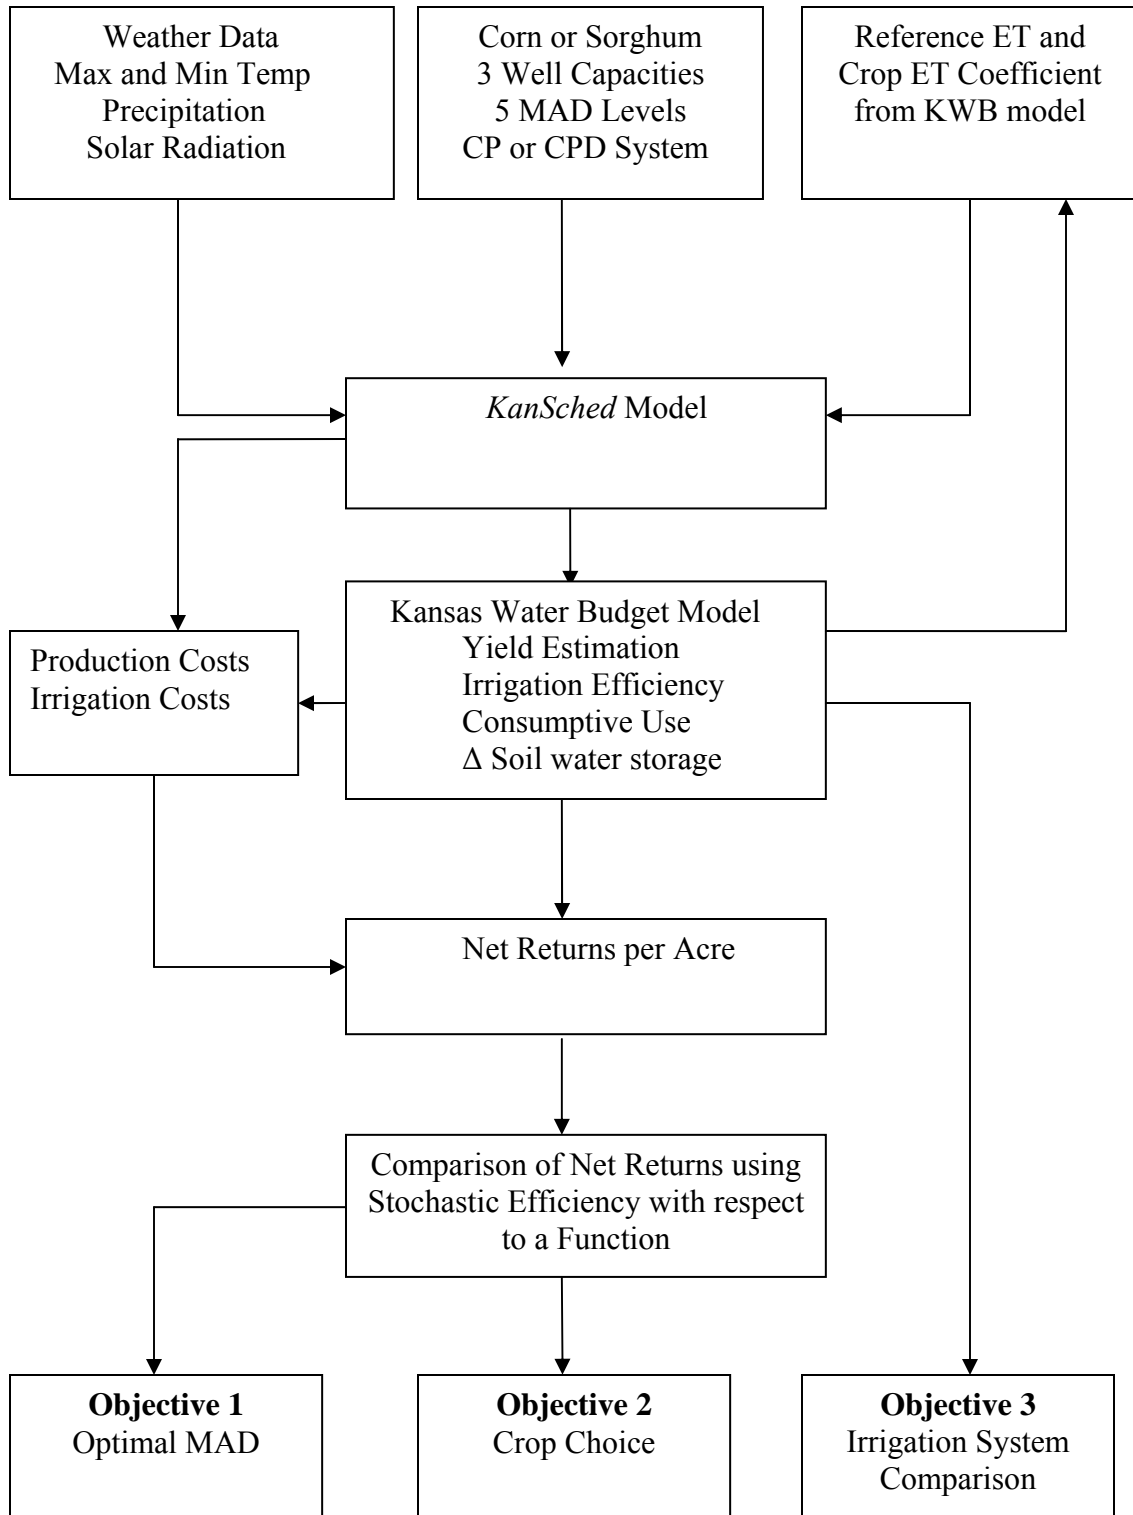 Weather Data
Max and Min Temp
Precipitation
Solar Radiation
Corn or Sorghum
3 Well Capacities
5 MAD Levels
CP or CPD System
Reference ET and
Crop ET Coefficient
from KWB model
KanSched Model
Kansas Water Budget Model
Yield Estimation
Irrigation Efficiency
Consumptive Use
Δ Soil water storage
Production Costs
Irrigation Costs
Net Returns per Acre
Comparison of Net Returns using
Stochastic Efficiency with respect
to a Function
Objective 1
Optimal MAD
Objective 2
Crop Choice
Objective 3
Irrigation System
Comparison